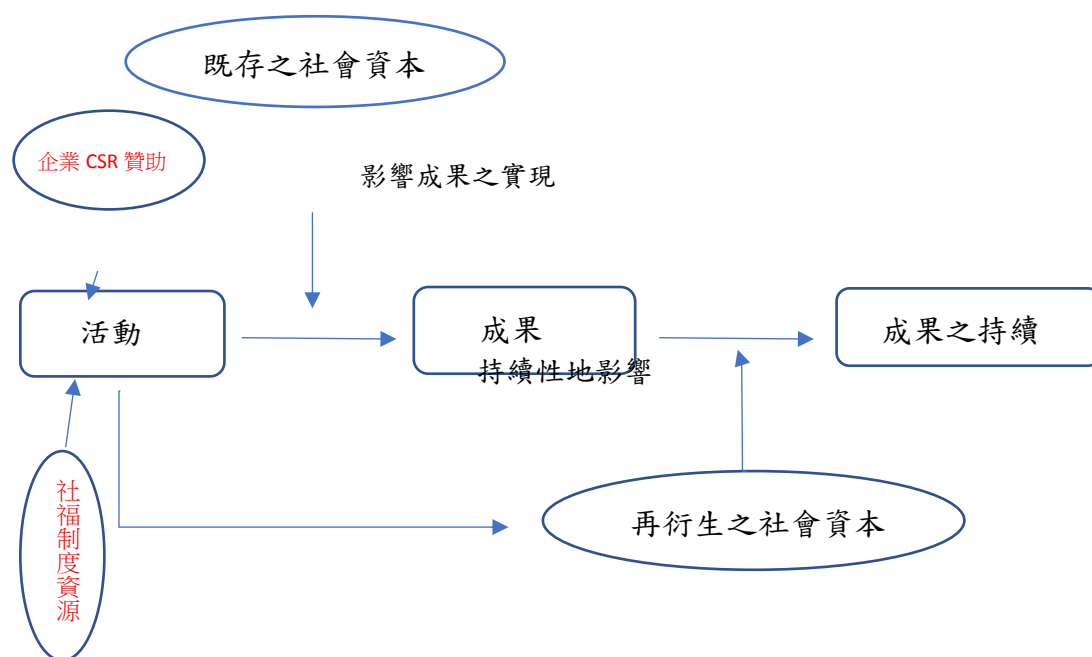 既存之社會資本
企業 CSR 贊助
影響成果之實現
活動
成果
持續性地影響
成果之持續
社福制度資源
再衍生之社會資本